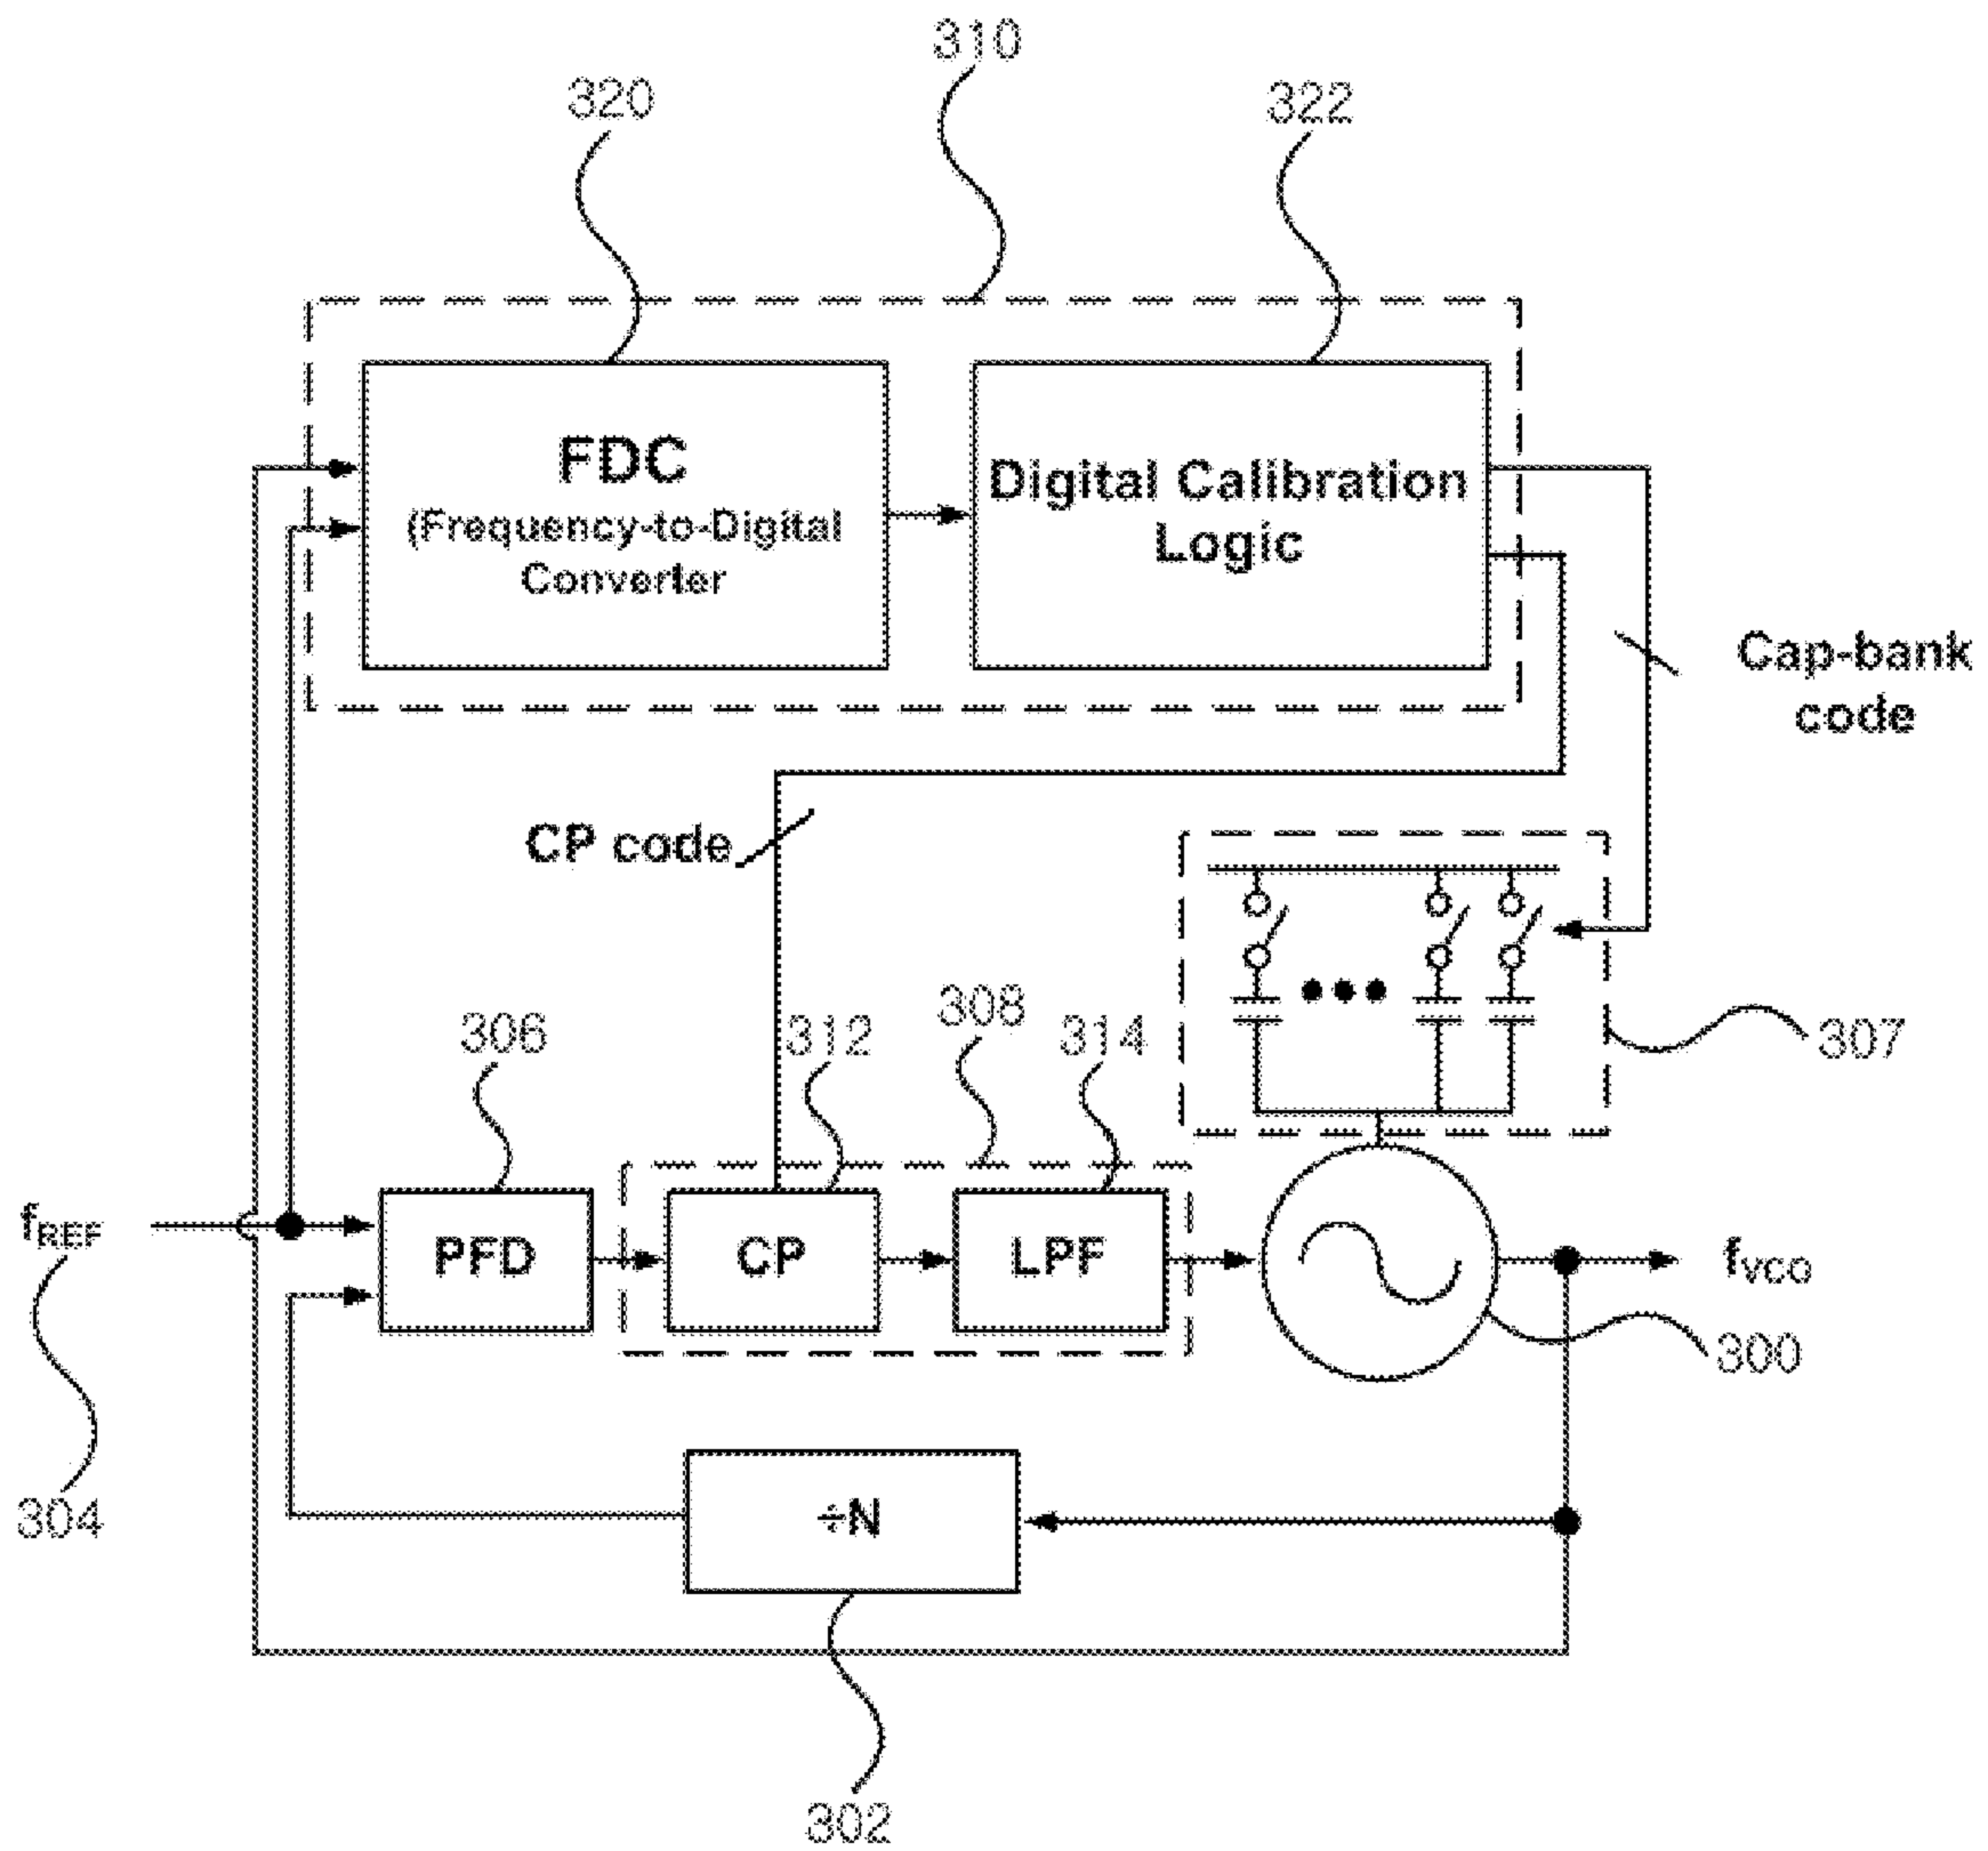 310
320
322
FDC
(Frequency-to-Digital
Converter
Digital Calibration
Logic
Cap-bank
code
CP code
306
312
308
314
307
fREF
PFD
CP
LPF
fVCO
300
304
÷N
302